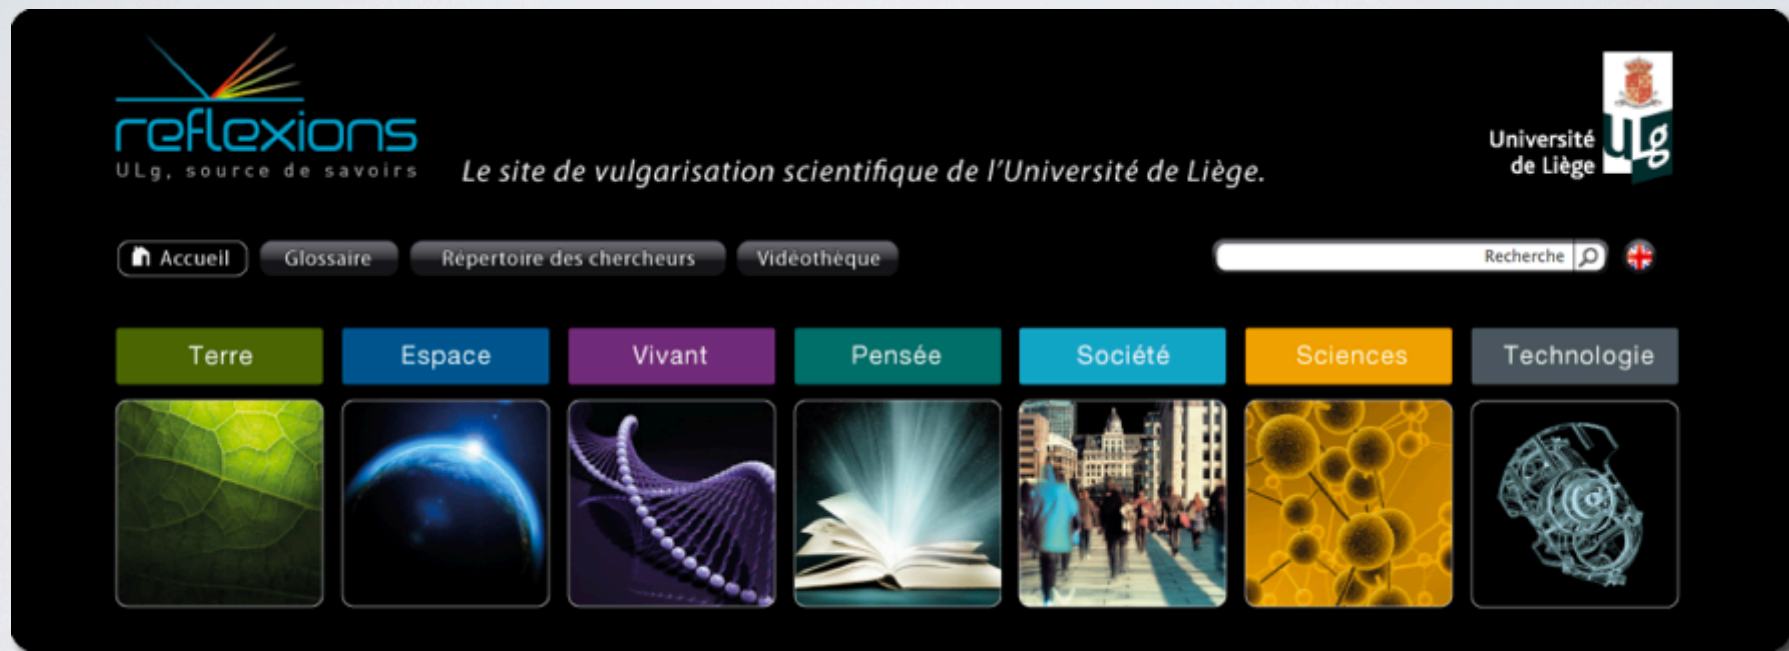 reflexions
ULg, source de savoirs
Le site de vulgarisation scientifique de l'Université de Liège.
Université
de Liège
ULg
Accueil
Glossaire
Répertoire des chercheurs
Vidéothèque
Recherche
Terre
Espace
Vivant
Pensée
Société
Sciences
Technologie